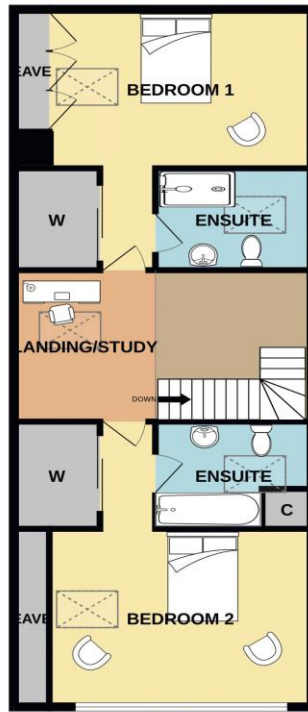 EAVE
BEDROOM 1
W
ENSUITE
LANDING/STUDY
DOWN
W
ENSUITE
C
EAVE
BEDROOM 2